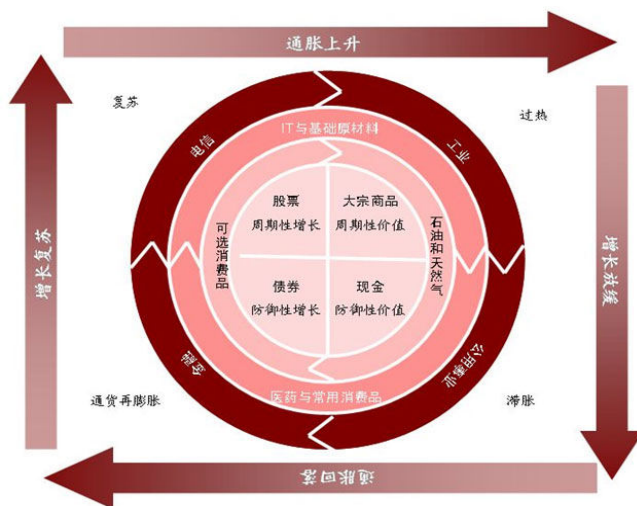 通胀上升
复苏
过热
电信
IT与基础原材料
工业
增长复苏
可选消费品
股票
周期性增长
大宗商品
周期性价值
石油和天然气
增长放缓
债券
防御性增长
现金
防御性价值
金融
公用事业
通货再膨胀
医药与常用消费品
滞胀
通胀回落